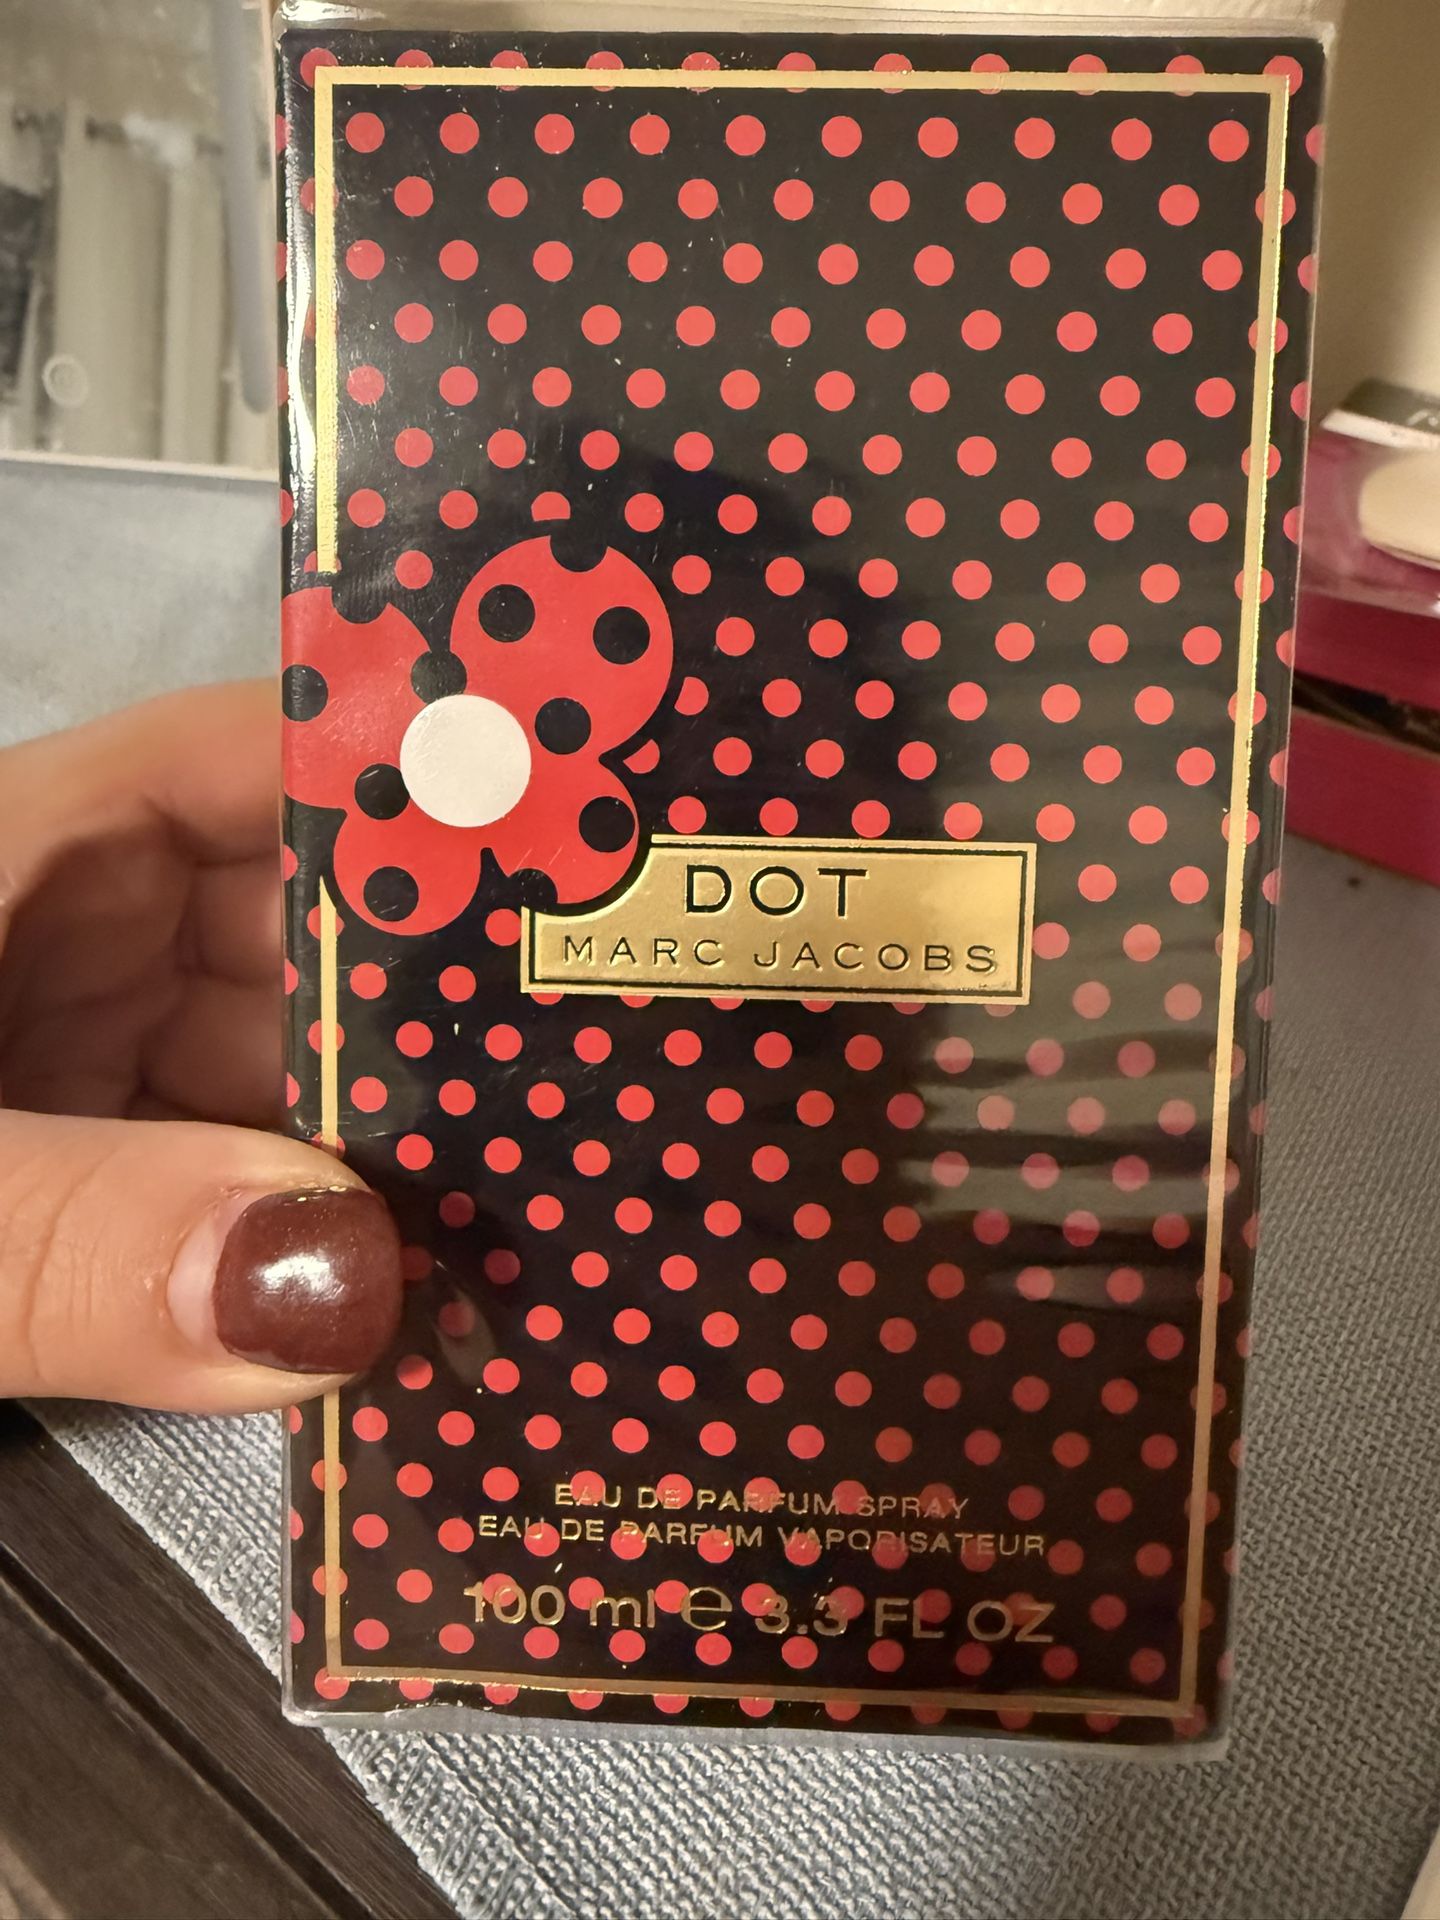 DOT
MARC JACOBS
EAU DE PARFUM SPRAY
EAU DE PARFUM VAPORISATEUR
100 ml e 3.3 FL OZ